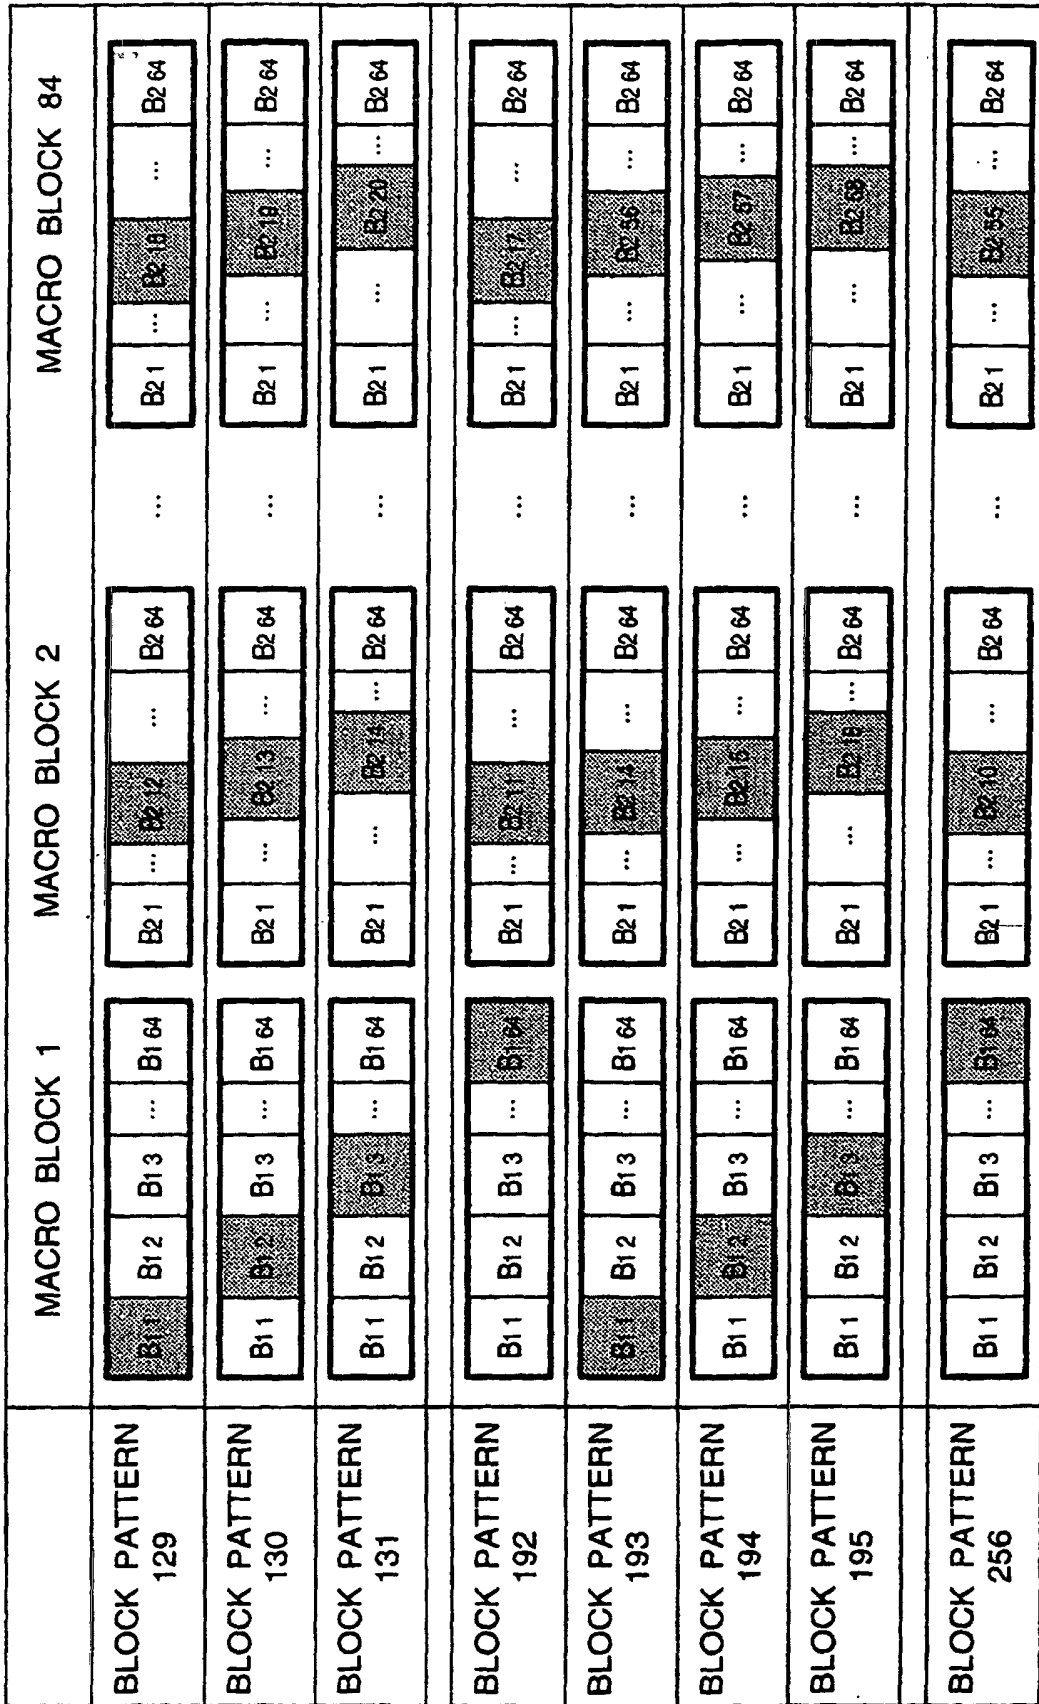 MACRO BLOCK 1 MACRO BLOCK 2 MACRO BLOCK 84
BLOCK PATTERN
129
B1 1 B1 2 B1 3 ... B1 64 B2 1 ... B2 12 ... B2 64 ... B2 1 ... B2 18 ... B2 64
BLOCK PATTERN
130
B1 1 B1 2 B1 3 ... B1 64 B2 1 ... B2 13 ... B2 64 ... B2 1 ... B2 19 ... B2 64
BLOCK PATTERN
131
B1 1 B1 2 B1 3 ... B1 64 B2 1 ... B2 14 ... B2 64 ... B2 1 ... B2 20 ... B2 64
BLOCK PATTERN
192
B1 1 B1 2 B1 3 ... B1 64 B2 1 ... B2 11 ... B2 64 ... B2 1 ... B2 17 ... B2 64
BLOCK PATTERN
193
B1 1 B1 2 B1 3 ... B1 64 B2 1 ... B2 14 ... B2 64 ... B2 1 ... B2 56 ... B2 64
BLOCK PATTERN
194
B1 1 B1 2 B1 3 ... B1 64 B2 1 ... B2 15 ... B2 64 ... B2 1 ... B2 57 ... B2 64
BLOCK PATTERN
195
B1 1 B1 2 B1 3 ... B1 64 B2 1 ... ... B2 64 ... B2 1 ... B2 58 ... B2 64
BLOCK PATTERN
256
B1 1 B1 2 B1 3 ... B1 64 B2 1 ... B2 10 ... B2 64 ... B2 1 ... B2 55 ... B2 64